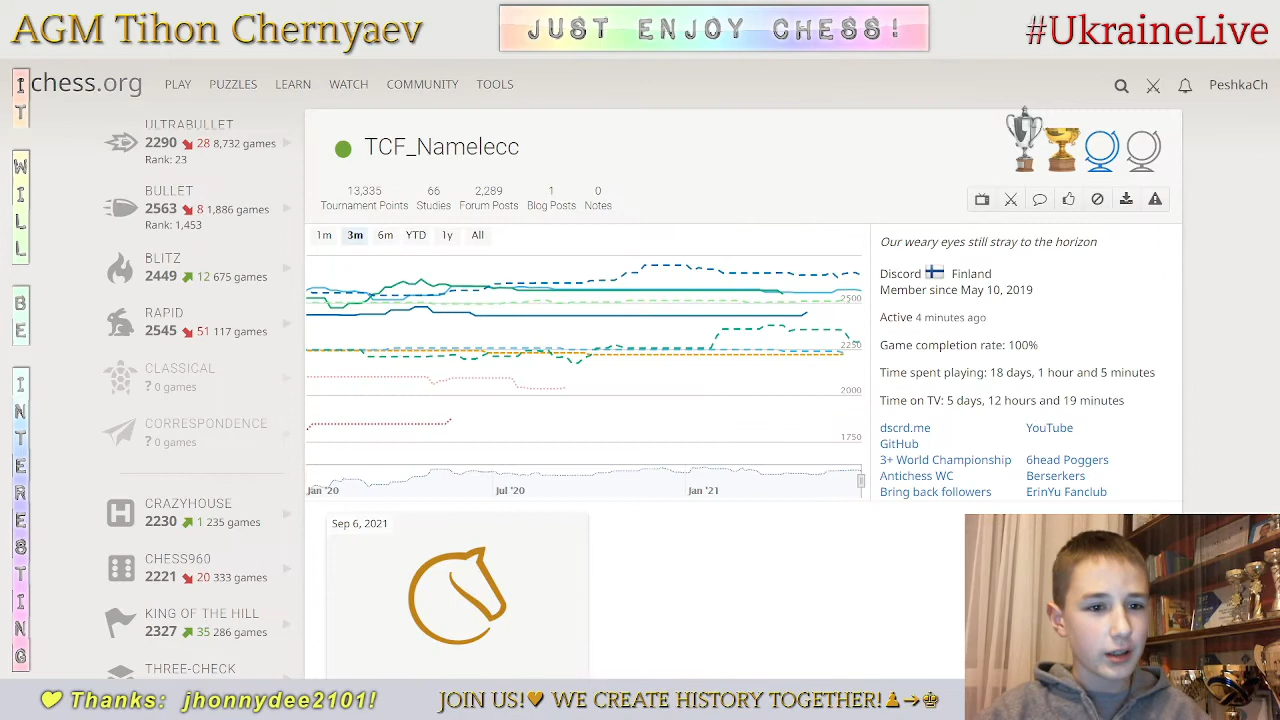 AGM Tihon Chernyaev
JUST ENJOY CHESS!
#UkraineLive
IT WILL BE INTERESTING
chess.org
PLAY PUZZLES LEARN WATCH COMMUNITY TOOLS
PeshkaCh
ULTRABULLET
2290 28 8,732 games
Rank: 23
BULLET
2563 8 1,886 games
Rank: 1,453
BLITZ
2449 12 675 games
RAPID
2545 51 117 games
CLASSICAL
? 0 games
CORRESPONDENCE
? 0 games
CRAZYHOUSE
2230 1 235 games
CHESS960
2221 20 333 games
KING OF THE HILL
2327 35 286 games
THREE-CHECK
TCF_Namelecc
13,335 66 2,289 1 0
Tournament Points Studies Forum Posts Blog Posts Notes
1m 3m 6m YTD 1y All
2500
2250
2000
1750
Jan '20 Jul '20 Jan '21
Our weary eyes still stray to the horizon
Discord Finland
Member since May 10, 2019
Active 4 minutes ago
Game completion rate: 100%
Time spent playing: 18 days, 1 hour and 5 minutes
Time on TV: 5 days, 12 hours and 19 minutes
dscrd.me YouTube
GitHub
3+ World Championship 6head Poggers
Antichess WC Berserkers
Bring back followers ErinYu Fanclub
Sep 6, 2021
Thanks: jhonnydee2101!
JOIN US! WE CREATE HISTORY TOGETHER!